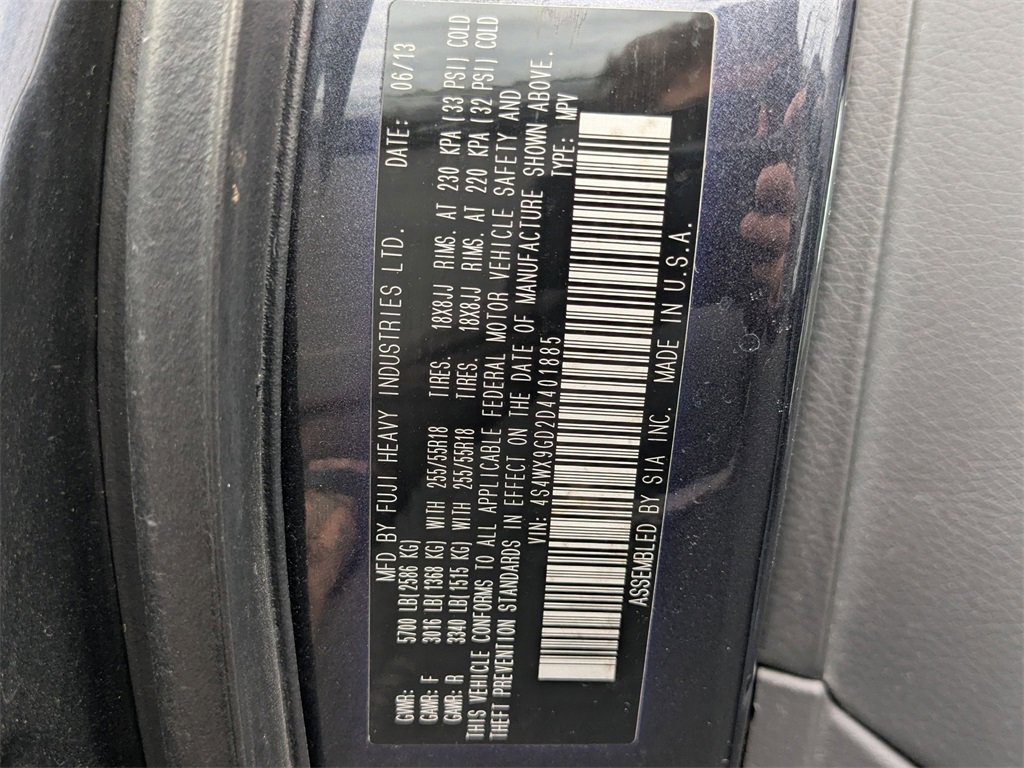 MFD BY FUJI HEAVY INDUSTRIES LTD. DATE: 06/13
GVWR: 5700 LB(2586 KG)
GAWR: F 3016 LB(1368 KG) WITH 255/55R18 TIRES. 18X8JJ RIMS. AT 230 KPA (33 PSI) COLD
GAWR: R 3340 LB(1515 KG) WITH 255/55R18 TIRES. 18X8JJ RIMS. AT 220 KPA (32 PSI) COLD
THIS VEHICLE CONFORMS TO ALL APPLICABLE FEDERAL MOTOR VEHICLE SAFETY AND
THEFT PREVENTION STANDARDS IN EFFECT ON THE DATE OF MANUFACTURE SHOWN ABOVE.
VIN: 4S4WX9GD2D4401885 TYPE: MPV
ASSEMBLED BY SIA INC. MADE IN U.S.A.